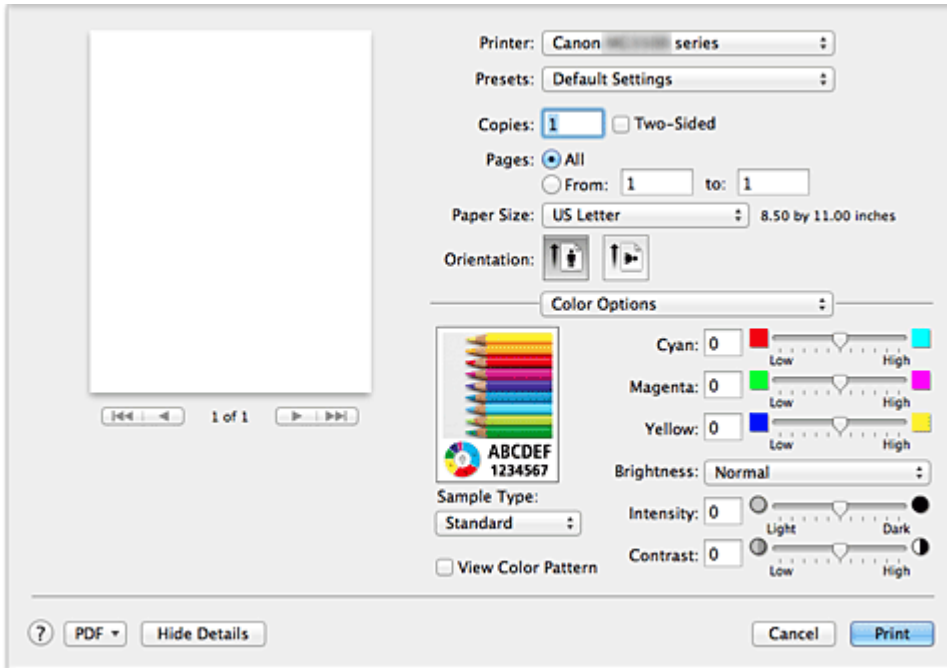 Printer: Canon series
Presets: Default Settings
Copies: 1 Two-Sided
Pages: All
From: 1 to: 1
Paper Size: US Letter 8.50 by 11.00 inches
Orientation:
Color Options
Cyan: 0
Low High
Magenta: 0
Low High
Yellow: 0
Low High
ABCDEF
1234567
Brightness: Normal
Sample Type:
Standard
Intensity: 0
Light Dark
View Color Pattern
Contrast: 0
Low High
1 of 1
? PDF Hide Details Cancel Print